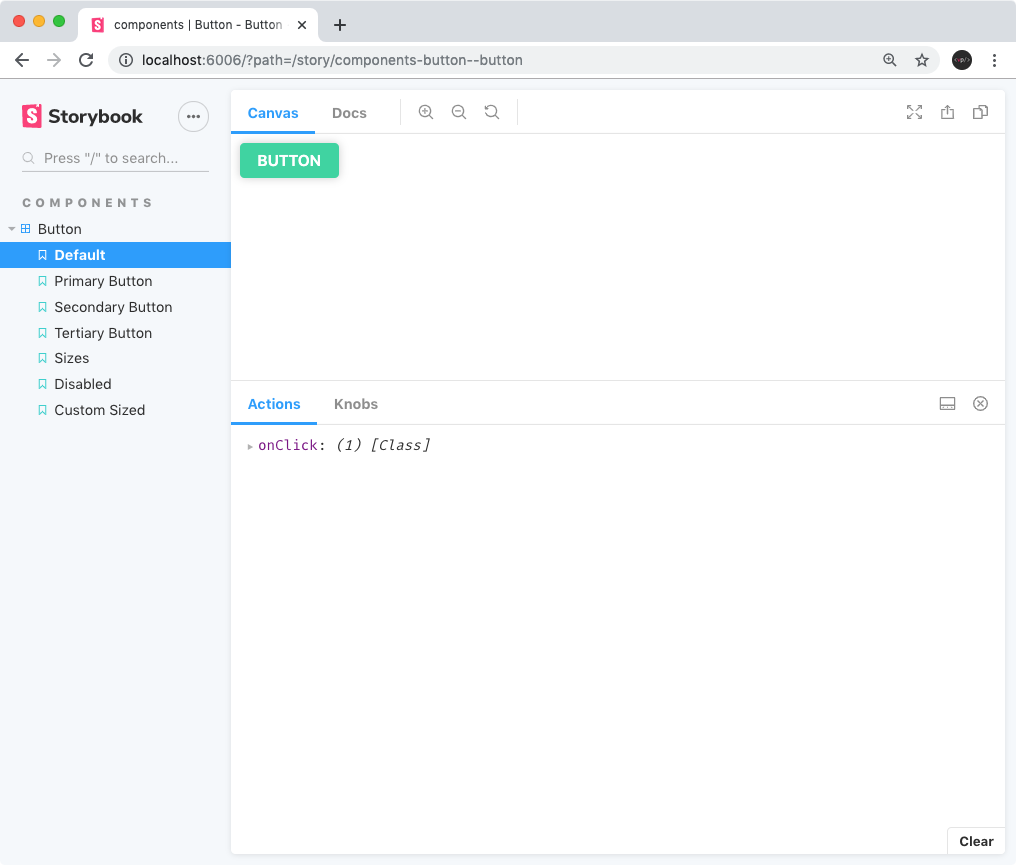 components | Button - Button
localhost:6006/?path=/story/components-button--button
Storybook
Press "/" to search...
COMPONENTS
Button
Default
Primary Button
Secondary Button
Tertiary Button
Sizes
Disabled
Custom Sized
Canvas Docs
BUTTON
Actions Knobs
onClick: (1) [Class]
Clear